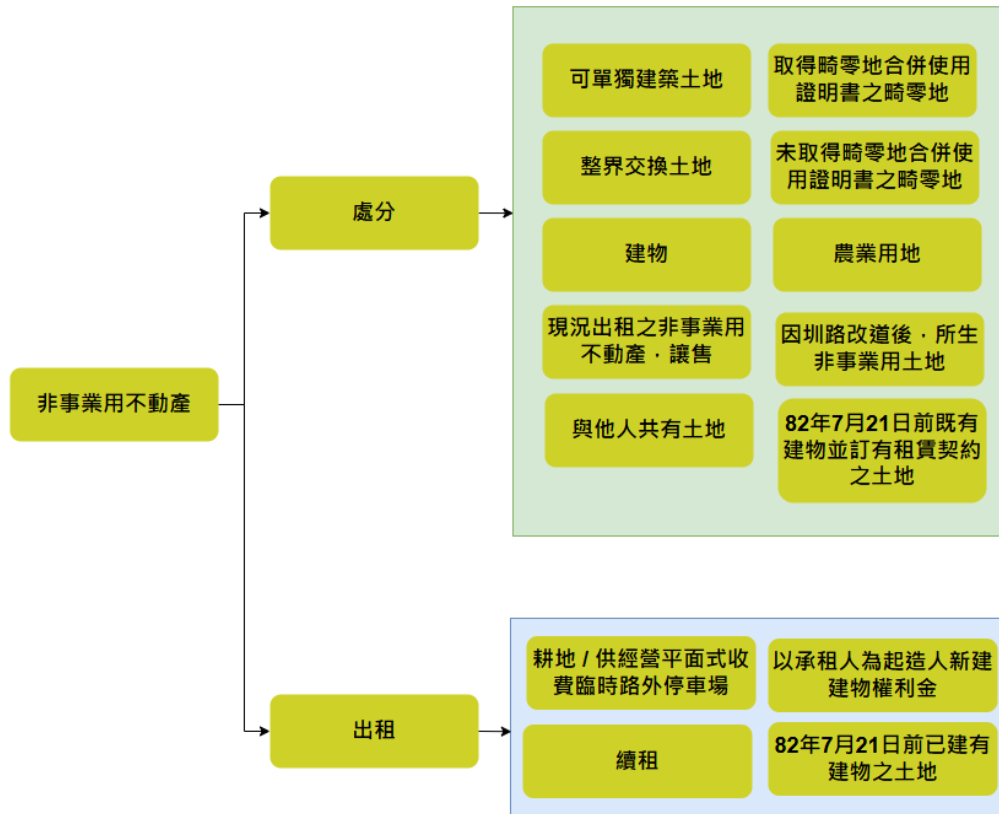 非事業用不動產
處分
可單獨建築土地
取得畸零地合併使用
證明書之畸零地
整界交換土地
未取得畸零地合併使
用證明書之畸零地
建物
農業用地
現況出租之非事業用
不動產，讓售
因圳路改道後，所生
非事業用土地
與他人共有土地
82年7月21日前既有
建物並訂有租賃契約
之土地
出租
耕地 / 供經營平面式收
費臨時路外停車場
以承租人為起造人新建
建物權利金
續租
82年7月21日前已建有
建物之土地